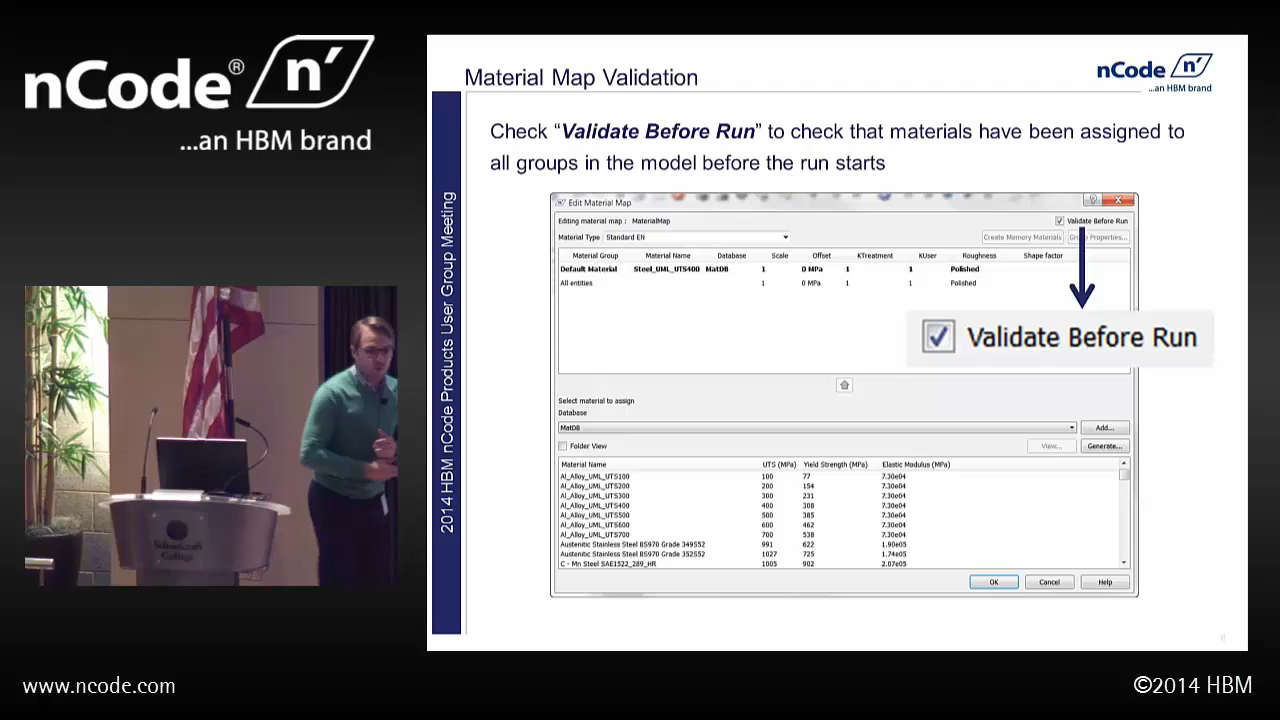 nCode® n'
...an HBM brand
Material Map Validation
nCode n'
...an HBM brand
2014 HBM nCode Products User Group Meeting
Check “Validate Before Run” to check that materials have been assigned to
all groups in the model before the run starts
Edit Material Map
Editing material map : MaterialMap
Validate Before Run
Material Type Standard EN
Create Memory Materials
Material Group Material Name Database Scale Offset KTreatment KUser Roughness Shape factor
Default Material Steel_UML_UTS400 MatDB 1 0 MPa 1 1 Polished
All entities 1 0 MPa 1 1 Polished
Validate Before Run
Select material to assign
Database
MatDB Add...
Folder View View... Generate...
Material Name UTS (MPa) Yield Strength (MPa) Elastic Modulus (MPa)
Al_Alloy_UML_UTS100 100 77 7.30e04
Al_Alloy_UML_UTS200 200 154 7.30e04
Al_Alloy_UML_UTS300 300 231 7.30e04
Al_Alloy_UML_UTS400 400 308 7.30e04
Al_Alloy_UML_UTS500 500 385 7.30e04
Al_Alloy_UML_UTS600 600 462 7.30e04
Al_Alloy_UML_UTS700 700 538 7.30e04
Austenitic Stainless Steel BS970 Grade 349S52 991 622 1.90e05
Austenitic Stainless Steel BS970 Grade 352S52 1027 725 1.74e05
C - Mn Steel SAE1522_289_HR 1005 902 2.07e05
OK Cancel Help
Schoolcraft
College
www.ncode.com
©2014 HBM